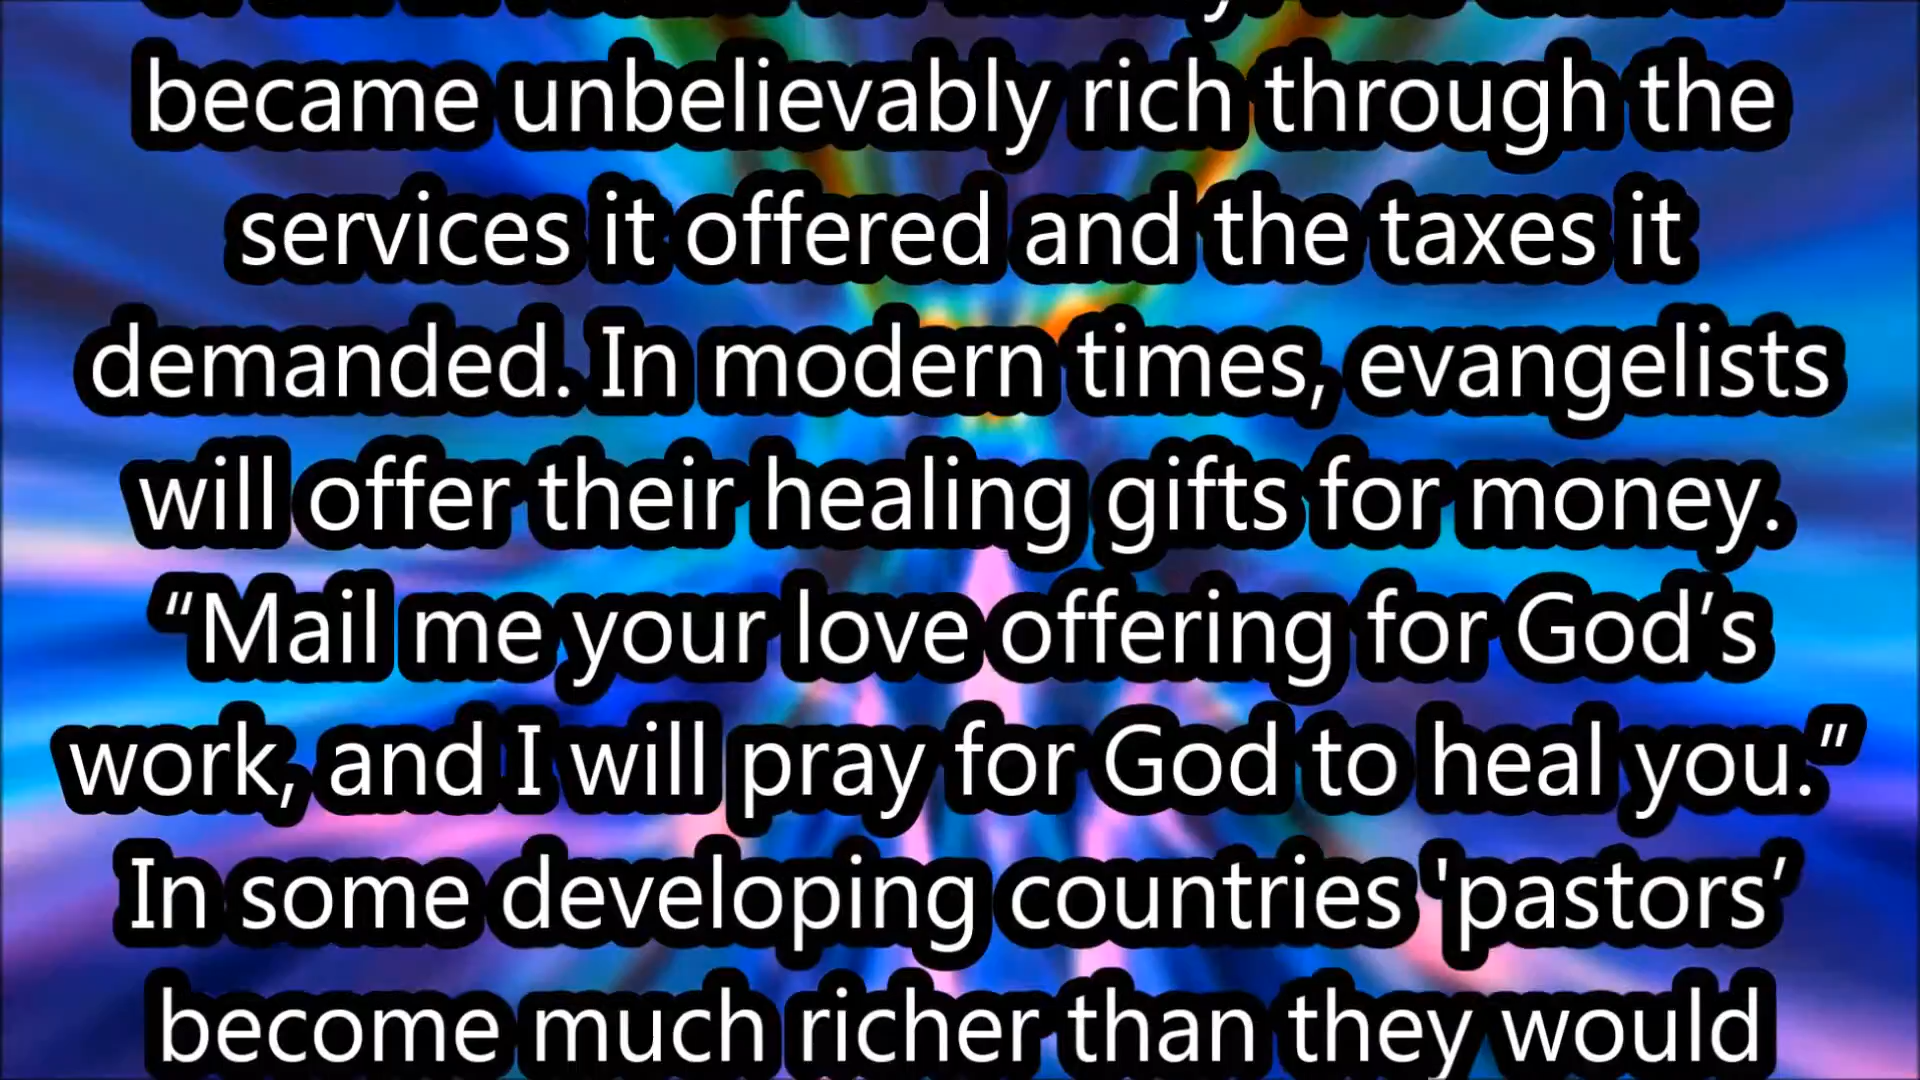 became unbelievably rich through the
services it offered and the taxes it
demanded. In modern times, evangelists
will offer their healing gifts for money.
“Mail me your love offering for God’s
work, and I will pray for God to heal you.”
In some developing countries 'pastors’
become much richer than they would